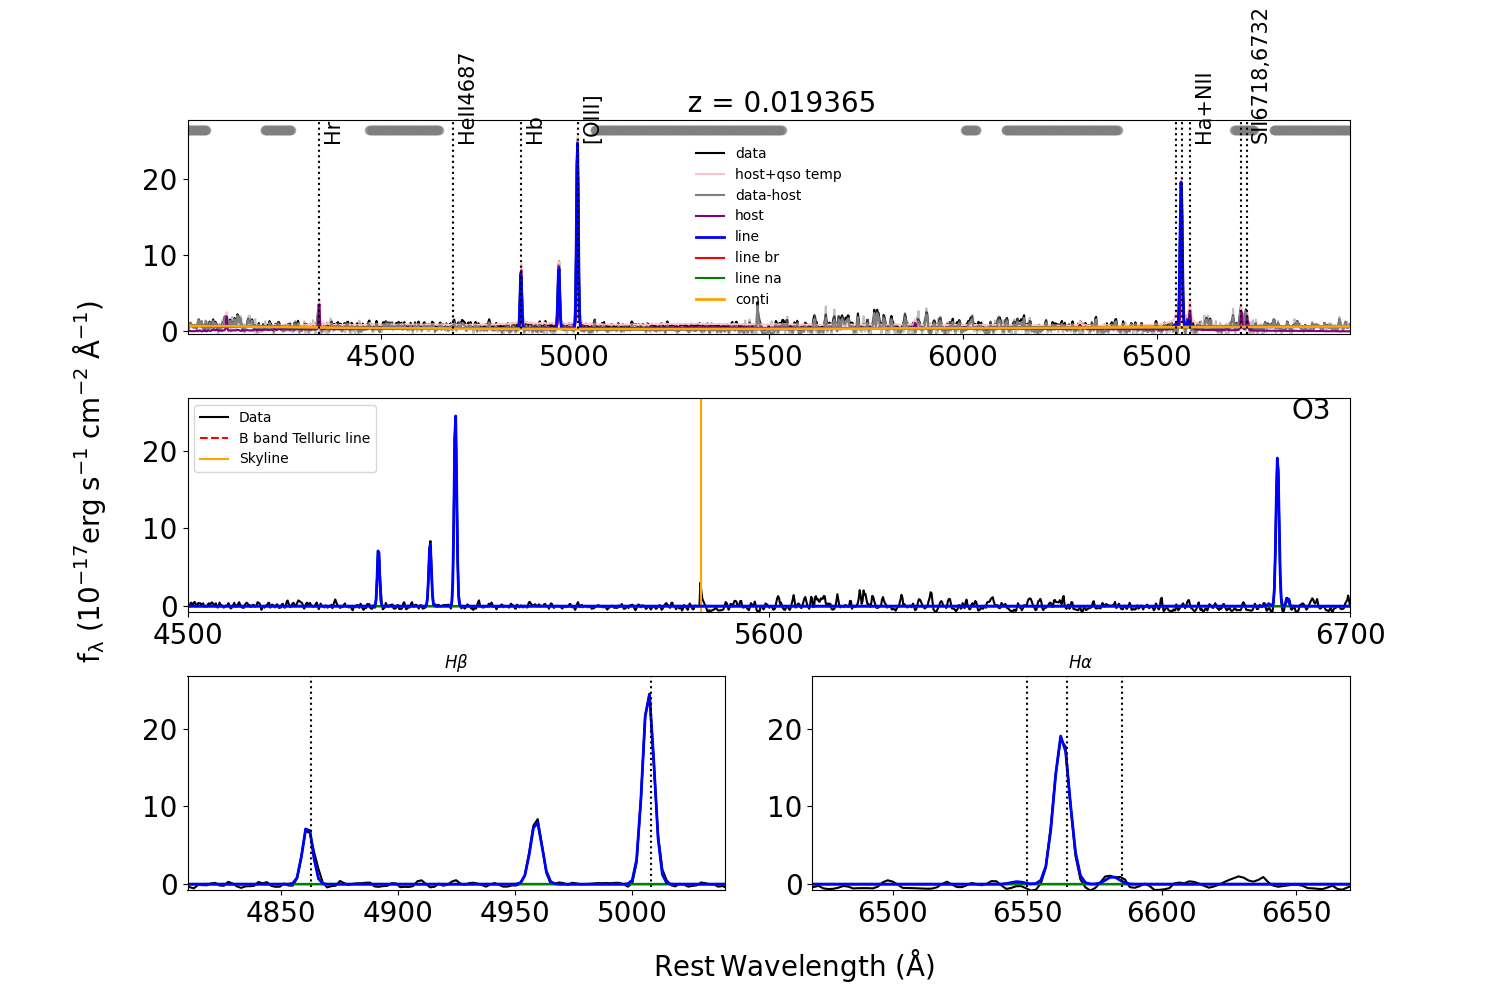 z = 0.019365
Hr
HeII4687
Hb
[OIII]
Ha+NII
SII6718,6732
data
host+qso temp
data-host
host
line
line br
line na
conti
20
10
0
4500
5000
5500
6000
6500
fλ (10−17erg s−1 cm−2 Å−1)
O3
Data
B band Telluric line
Skyline
20
10
0
4500
5600
6700
Hβ
20
10
0
4850
4900
4950
5000
Hα
20
10
0
6500
6550
6600
6650
Rest Wavelength (Å)